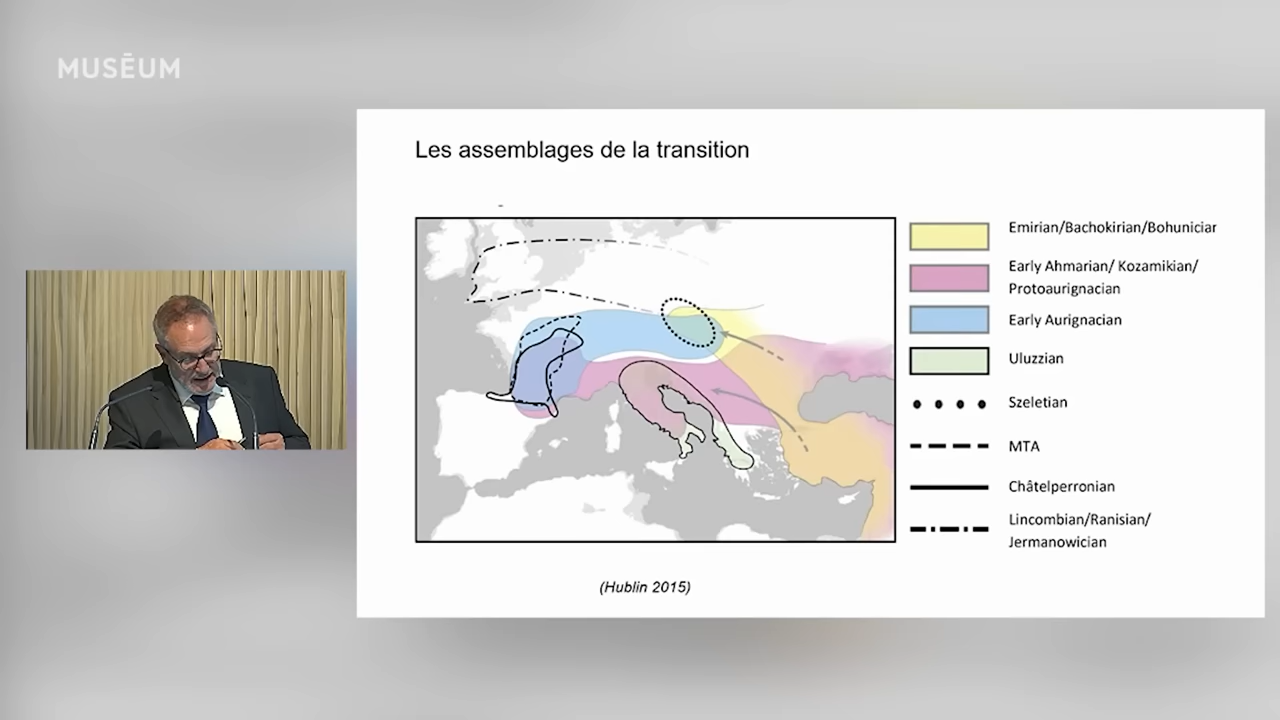 MUSĒUM
Les assemblages de la transition
Emirian/Bachokirian/Bohuniciar
Early Ahmarian/ Kozamikian/
Protoaurignacian
Early Aurignacian
Uluzzian
Szeletian
MTA
Châtelperronian
Lincombian/Ranisian/
Jermanowician
(Hublin 2015)